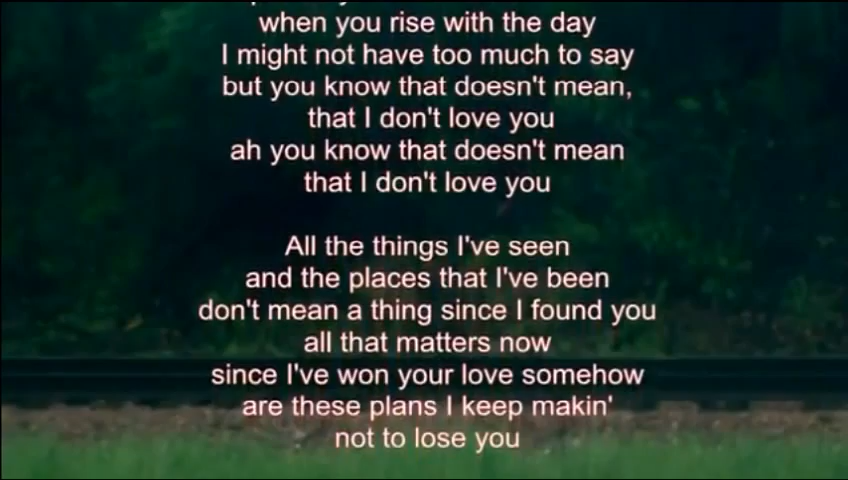 when you rise with the day
I might not have too much to say
but you know that doesn't mean,
that I don't love you
ah you know that doesn't mean
that I don't love you
All the things I've seen
and the places that I've been
don't mean a thing since I found you
all that matters now
since I've won your love somehow
are these plans I keep makin'
not to lose you